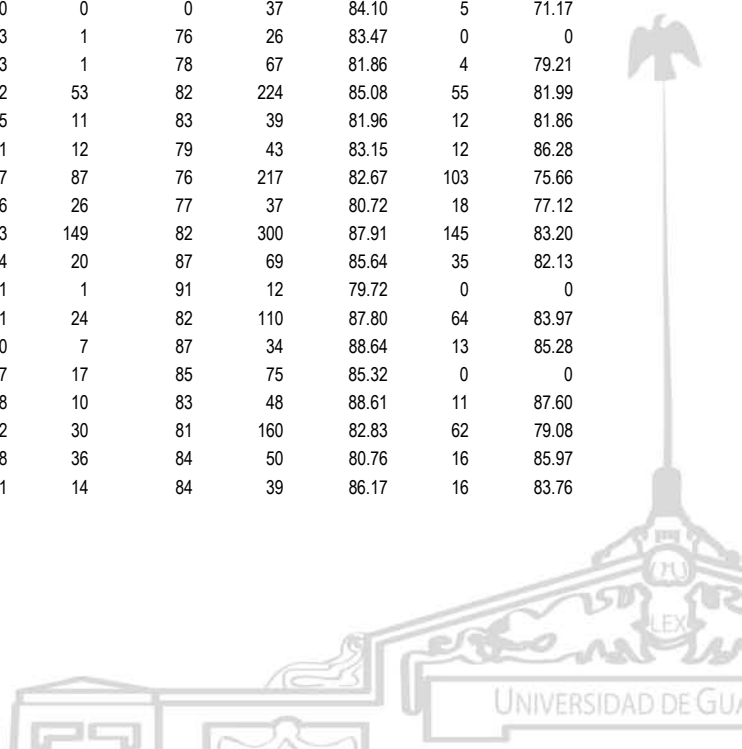 0 0 0 37 84.10 5 71.17
3 1 76 26 83.47 0 0
3 1 78 67 81.86 4 79.21
2 53 82 224 85.08 55 81.99
5 11 83 39 81.96 12 81.86
1 12 79 43 83.15 12 86.28
7 87 76 217 82.67 103 75.66
6 26 77 37 80.72 18 77.12
3 149 82 300 87.91 145 83.20
4 20 87 69 85.64 35 82.13
1 1 91 12 79.72 0 0
1 24 82 110 87.80 64 83.97
0 7 87 34 88.64 13 85.28
7 17 85 75 85.32 0 0
8 10 83 48 88.61 11 87.60
2 30 81 160 82.83 62 79.08
8 36 84 50 80.76 16 85.97
1 14 84 39 86.17 16 83.76
LEX
UNIVERSIDAD DE GUA